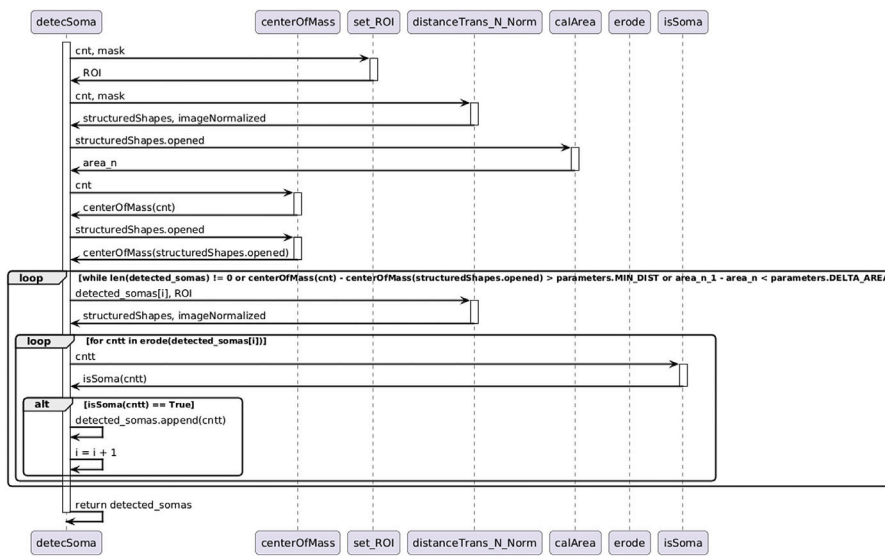 detecSoma centerOfMass set_ROI distanceTrans_N_Norm calArea erode isSoma
cnt, mask
ROI
cnt, mask
structuredShapes, imageNormalized
structuredShapes.opened
area_n
cnt
centerOfMass(cnt)
structuredShapes.opened
centerOfMass(structuredShapes.opened)
loop [while len(detected_somas) != 0 or centerOfMass(cnt) - centerOfMass(structuredShapes.opened) > parameters.MIN_DIST or area_n_1 - area_n < parameters.DELTA_AREA
detected_somas[i], ROI
structuredShapes, imageNormalized
loop [for cntt in erode(detected_somas[i])]
cntt
isSoma(cntt)
alt [isSoma(cntt) == True]
detected_somas.append(cntt)
i = i + 1
return detected_somas
detecSoma centerOfMass set_ROI distanceTrans_N_Norm calArea erode isSoma